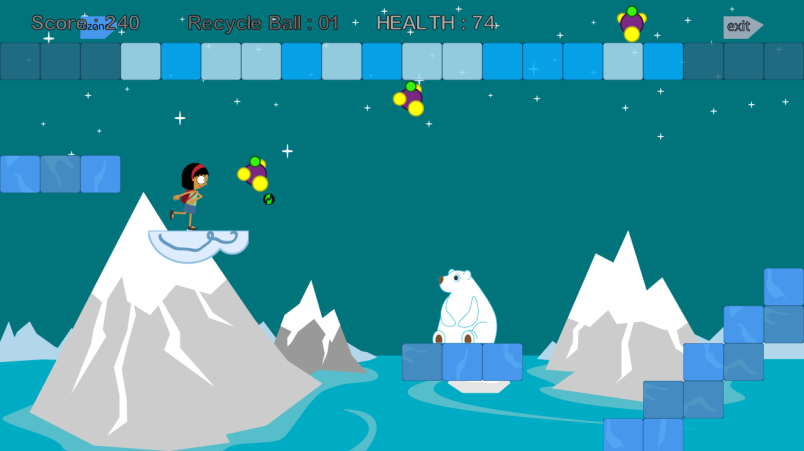 Score: 240
Recycle Ball : 01
HEALTH : 74
exit